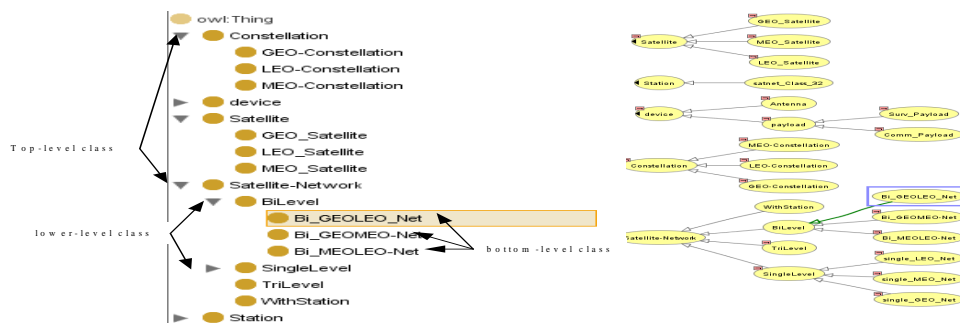 owl:Thing
Constellation
GEO-Constellation
LEO-Constellation
MEO-Constellation
device
Satellite
GEO_Satellite
LEO_Satellite
MEO_Satellite
Satellite-Network
BiLevel
Bi_GEOLEO_Net
Bi_GEOMEO-Net
Bi_MEOLEO-Net
SingleLevel
TriLevel
WithStation
Station
Top-level class
lower-level class
bottom-level class
GEO_Satellite
Satellite
MEO_Satellite
LEO_Satellite
Station
satnet_Class_32
Antenna
device
payload
Surv_Payload
Comm_Payload
MEO-Constellation
Constellation
LEO-Constellation
GEO-Constellation
Bi_GEOLEO_Net
WithStation
Bi_GEOMEO-Net
BiLevel
Satellite-Network
Bi_MEOLEO-Net
TriLevel
single_LEO_Net
SingleLevel
single_MEO_Net
single_GEO_Net